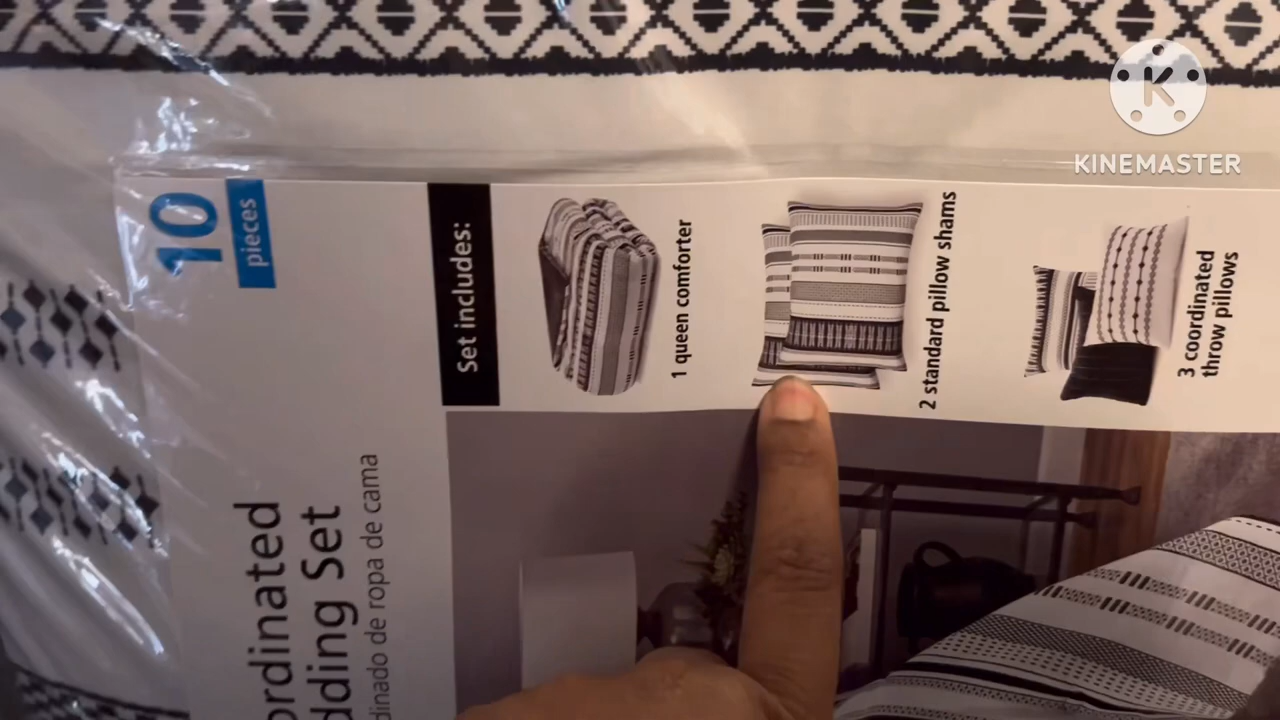 10
pieces
Set includes:
1 queen comforter
2 standard pillow shams
3 coordinated
throw pillows
ordinated
dding Set
dinado de ropa de cama
K
KINEMASTER